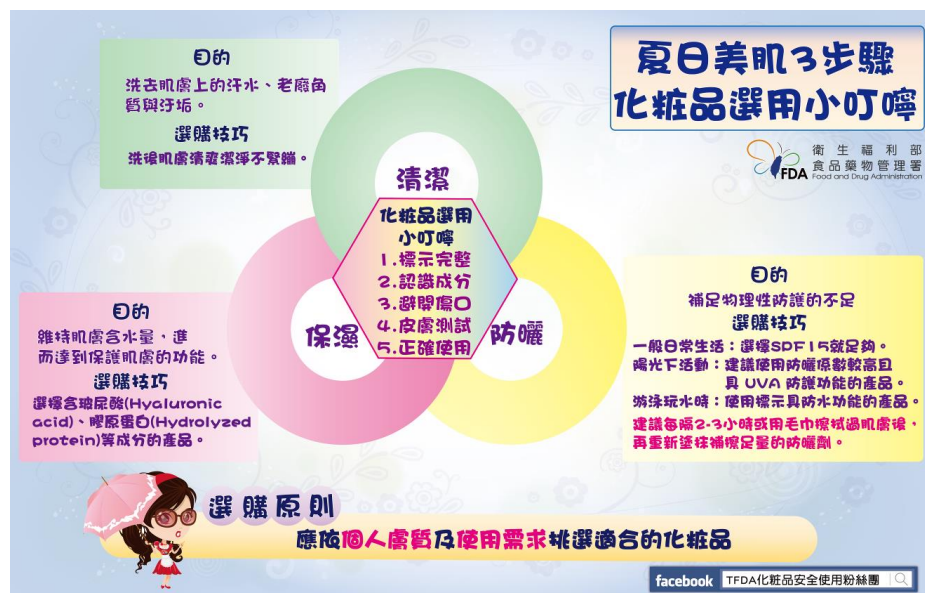 夏日美肌3步驟
化粧品選用小叮嚀
衛生福利部
食品藥物管理署
FDA Food and Drug Administration
目的
洗去肌膚上的汗水、老廢角
質與汙垢。
選購技巧
洗後肌膚清爽潔淨不緊繃。
清潔
化粧品選用
小叮嚀
1.標示完整
2.認識成分
3.避開傷口
4.皮膚測試
5.正確使用
保濕
防曬
目的
維持肌膚含水量，進
而達到保護肌膚的功能。
選購技巧
選擇含玻尿酸(Hyaluronic
acid)、膠原蛋白(Hydrolyzed
protein)等成分的產品。
目的
補足物理性防護的不足
選購技巧
一般日常生活：選擇SPF15就足夠。
陽光下活動：建議使用防曬係數較高且
具 UVA 防護功能的產品。
游泳玩水時：使用標示具防水功能的產品。
建議每隔2-3小時或用毛巾擦拭過肌膚後，
再重新塗抹補擦足量的防曬劑。
選購原則
應依個人膚質及使用需求挑選適合的化粧品
facebook TFDA化粧品安全使用粉絲團